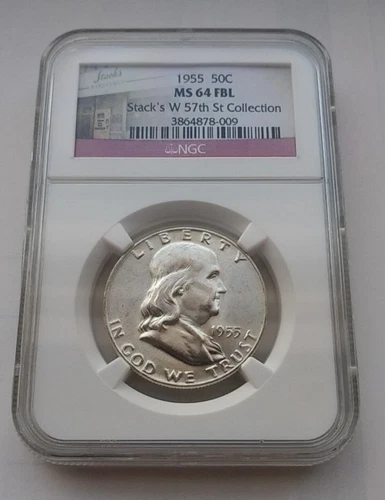 Stack's
1955 50C
MS 64 FBL
Stack's W 57th St Collection
3864878-009
NGC
LIBERTY
1955
IN GOD WE TRUST